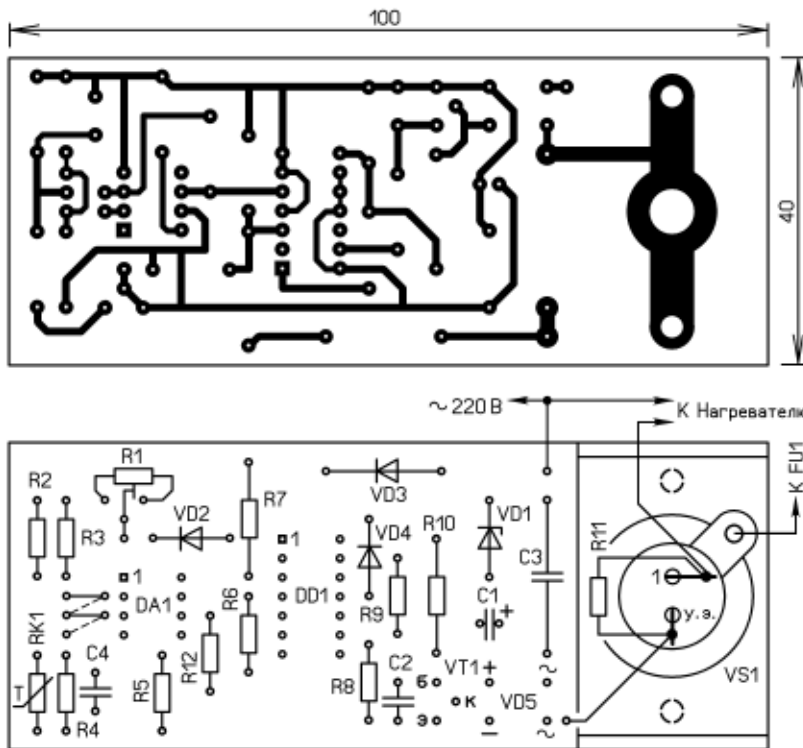 100
40
~ 220 В
К Нагревателю
К FU1
R1
R2
R3
VD2
R7
VD3
VD4
R10
VD1
C3
R11
1
1
DA1
DD1
R6
R9
C1
+
1
у.э.
RK1
R12
T
C4
R4
R5
R8
C2
VT1
б
к
э
+
VD5
~
−
~
VS1